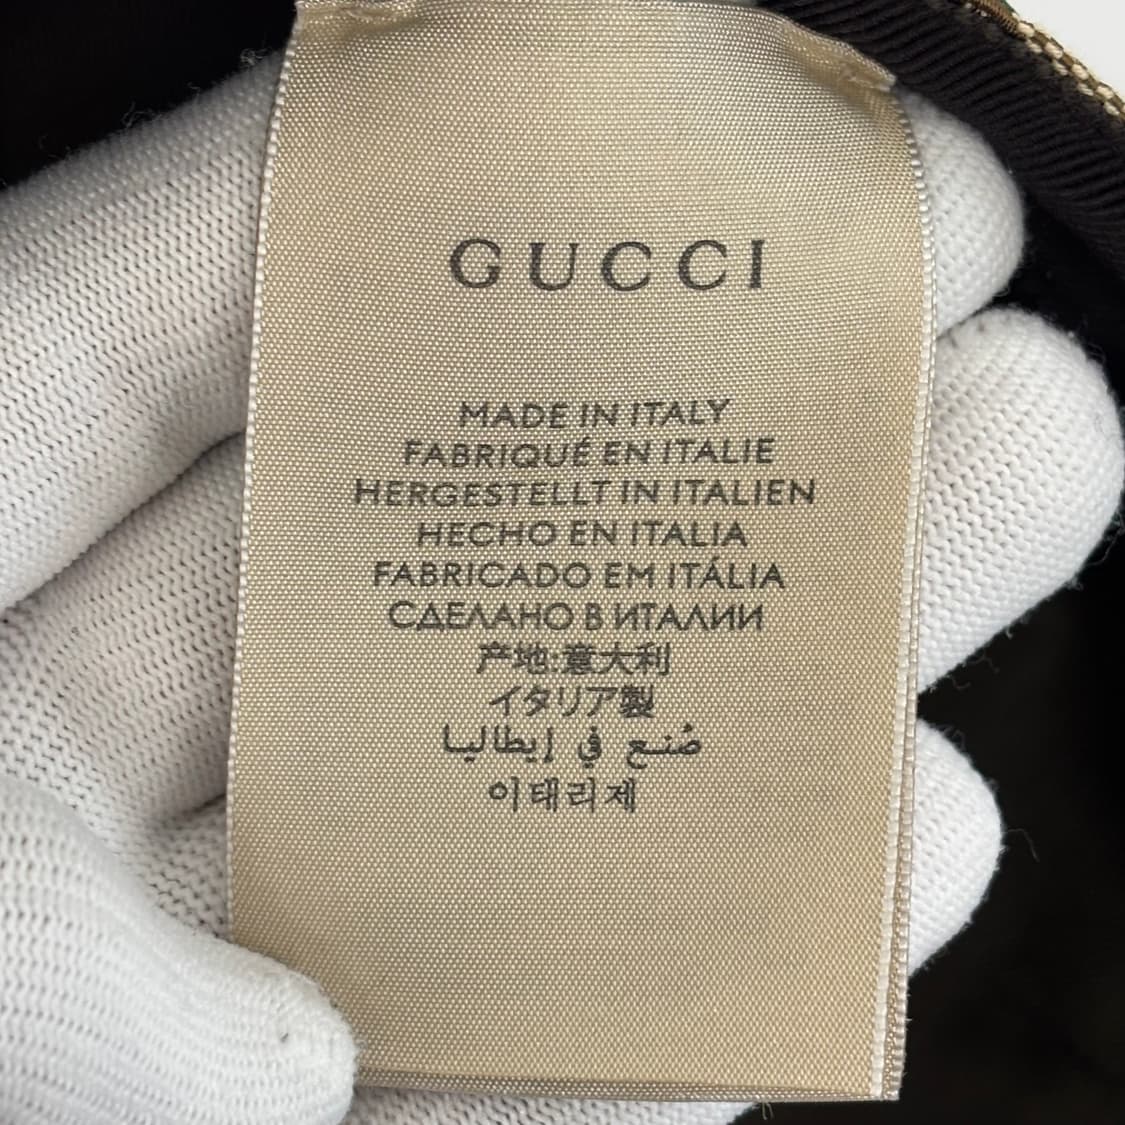 GUCCI
MADE IN ITALY
FABRIQUÉ EN ITALIE
HERGESTELLT IN ITALIEN
HECHO EN ITALIA
FABRICADO EM ITÁLIA
СДЕЛАНО В ИТАЛИИ
产地:意大利
イタリア製
صُنع في إيطاليا
이태리제